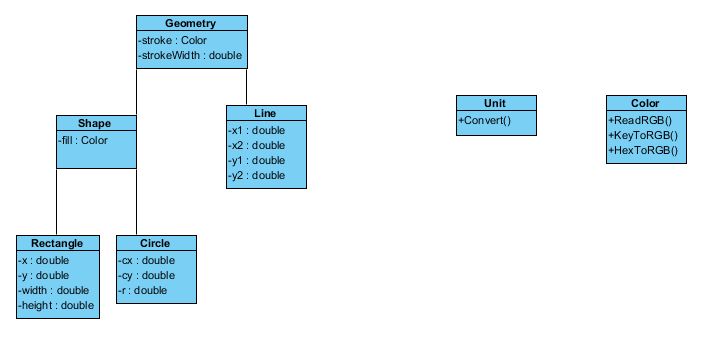 Geometry
-stroke : Color
-strokeWidth : double
Shape
-fill : Color
Line
-x1 : double
-x2 : double
-y1 : double
-y2 : double
Unit
+Convert()
Color
+ReadRGB()
+KeyToRGB()
+HexToRGB()
Rectangle
-x : double
-y : double
-width : double
-height : double
Circle
-cx : double
-cy : double
-r : double